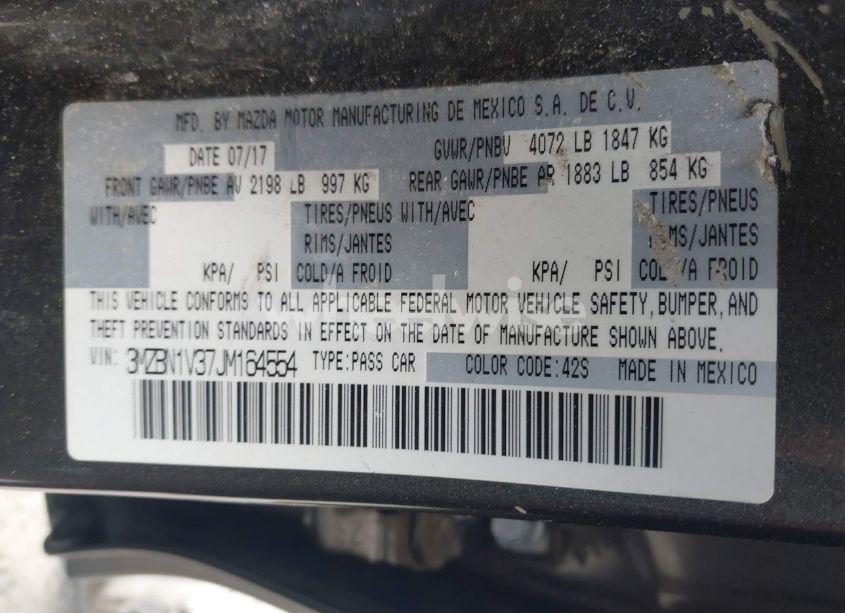 MFD. BY MAZDA MOTOR MANUFACTURING DE MEXICO S.A. DE C.V.
DATE 07/17 GVWR/PNBV 4072 LB 1847 KG
FRONT GAWR/PNBE AV 2198 LB 997 KG REAR GAWR/PNBE AR 1883 LB 854 KG
WITH/AVEC TIRES/PNEUS WITH/AVEC TIRES/PNEUS
RIMS/JANTES RIMS/JANTES
KPA/ PSI COLD/A FROID KPA/ PSI COLD/A FROID
THIS VEHICLE CONFORMS TO ALL APPLICABLE FEDERAL MOTOR VEHICLE SAFETY, BUMPER, AND
THEFT PREVENTION STANDARDS IN EFFECT ON THE DATE OF MANUFACTURE SHOWN ABOVE.
VIN: 3MZBN1V37JM164554 TYPE:PASS CAR COLOR CODE:42S MADE IN MEXICO